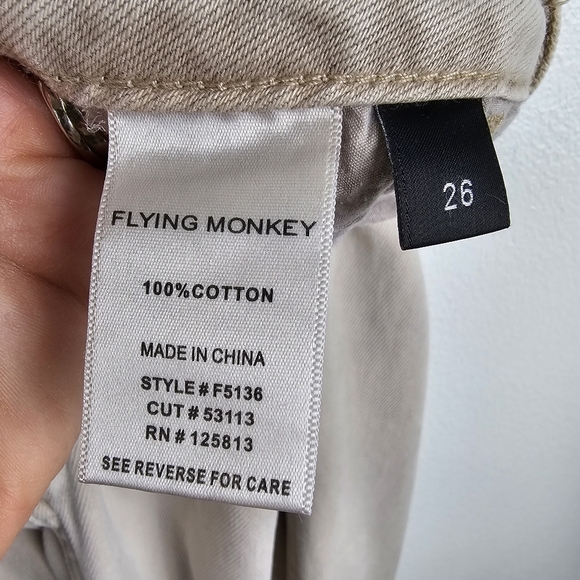 FLYING MONKEY
100%COTTON
MADE IN CHINA
STYLE # F5136
CUT # 53113
RN # 125813
SEE REVERSE FOR CARE
26